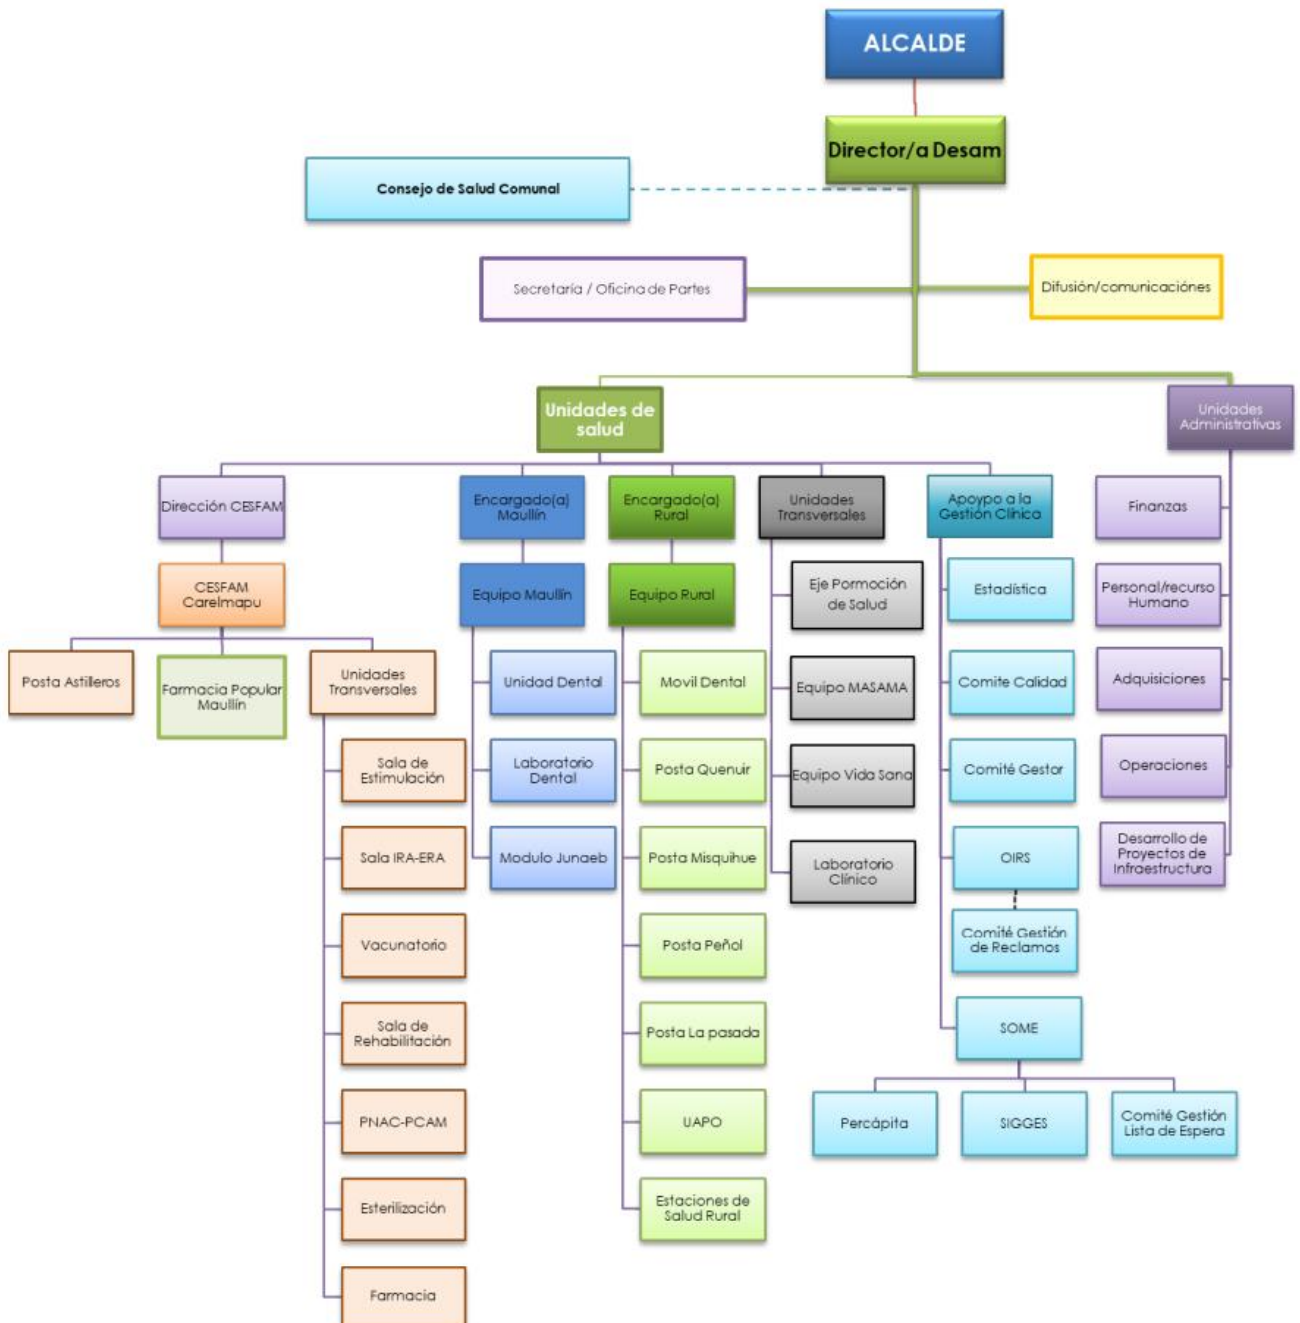 ALCALDE
Director/a Desam
Consejo de Salud Comunal
Secretaría / Oficina de Partes
Difusión/comunicaciónes
Unidades de
salud
Unidades
Administrativas
Dirección CESFAM
Encargado(a)
Maullín
Encargado(a)
Rural
Unidades
Transversales
Apoypo a la
Gestión Clínica
Finanzas
CESFAM
Carelmapu
Equipo Maullín
Equipo Rural
Eje Pormoción
de Salud
Estadística
Personal/recurso
Humano
Posta Astilleros
Farmacia Popular
Maullín
Unidades
Transversales
Unidad Dental
Movil Dental
Equipo MASAMA
Comite Calidad
Adquisiciones
Sala de
Estimulación
Laboratorio
Dental
Posta Quenuir
Equipo Vida Sana
Comité Gestor
Operaciones
Sala IRA-ERA
Modulo Junaeb
Posta Misquihue
Laboratorio
Clínico
OIRS
Desarrollo de
Proyectos de
Infraestructura
Vacunatorio
Posta Peñol
Comité Gestión
de Reclamos
Sala de
Rehabilitación
Posta La pasada
SOME
PNAC-PCAM
UAPO
Percápita
SIGGES
Comité Gestión
Lista de Espera
Esterilización
Estaciones de
Salud Rural
Farmacia